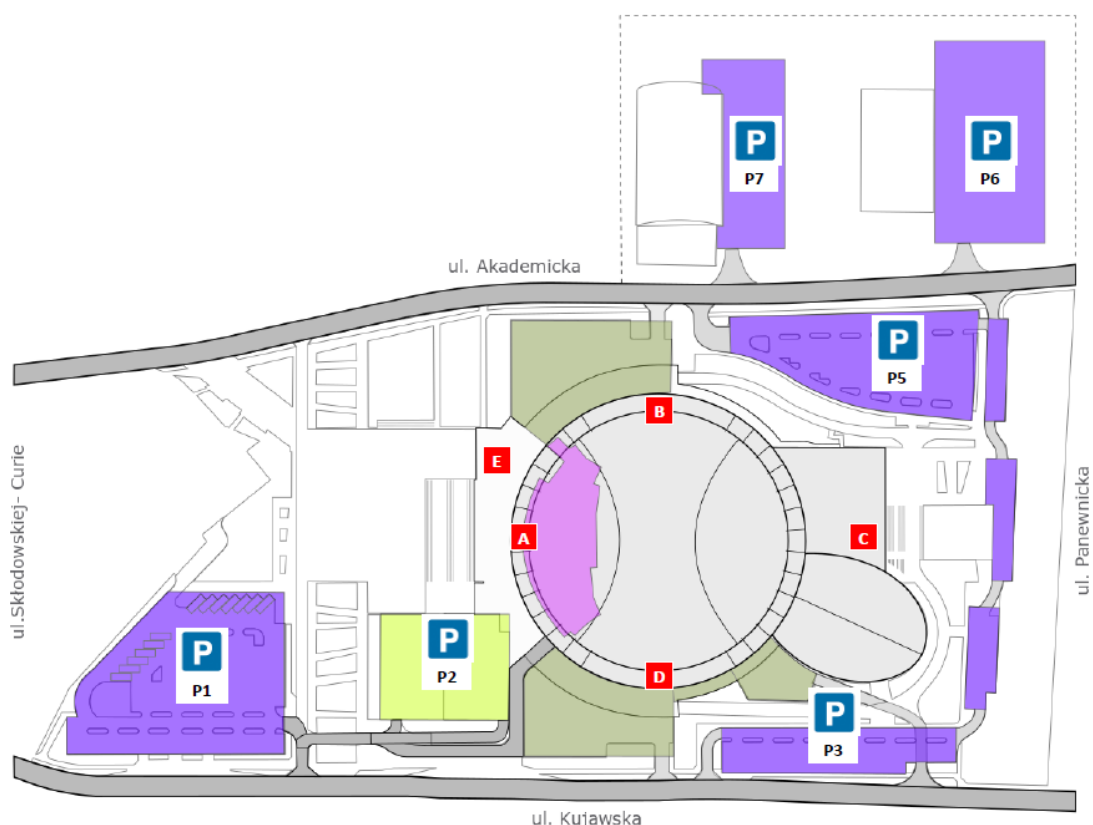 P
P7
P
P6
ul. Akademicka
P
P5
B
E
A
C
ul.Skłodowskiej- Curie
ul. Panewnicka
P
P1
P
P2
D
P
P3
ul. Kujawska